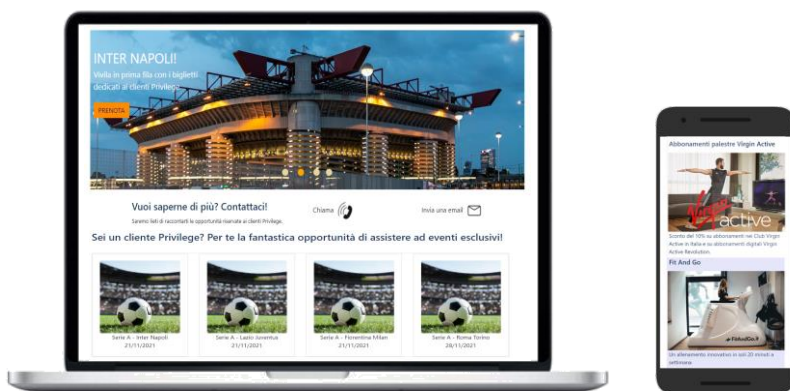 INTER NAPOLI!
Vivila in prima fila con i biglietti
dedicati ai clienti Privilege
PRENOTA
Vuoi saperne di più? Contattaci!
Saremo lieti di raccontarti le opportunità riservate ai clienti Privilege.
Chiama
Invia una email
Sei un cliente Privilege? Per te la fantastica opportunità di assistere ad eventi esclusivi!
Serie A - Inter Napoli
21/11/2021
Serie A - Lazio Juventus
21/11/2021
Serie A - Fiorentina Milan
21/11/2021
Serie A - Roma Torino
28/11/2021
Abbonamenti palestre Virgin Active
Virgin
active
Sconto del 10% su abbonamenti nei Club Virgin
Active in Italia e su abbonamenti digitali Virgin
Active Revolution.
Fit And Go
FitAndGo.it
Un allenamento innovativo in soli 20 minuti a
settimana